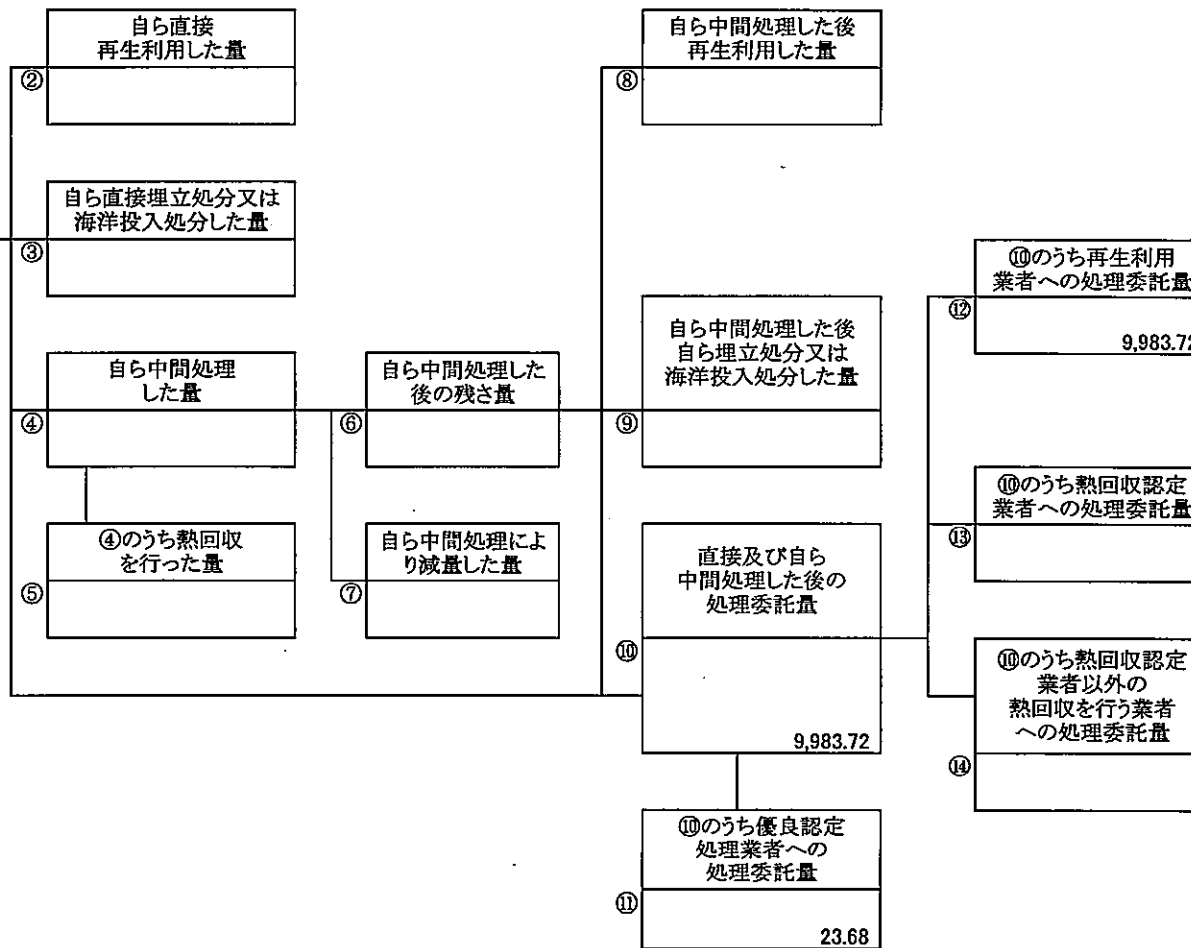 自ら直接
再生利用した量
②
自ら直接埋立処分又は
海洋投入処分した量
③
自ら中間処理
した量
④
④のうち熱回収
を行った量
⑤
自ら中間処理した
後の残さ量
⑥
自ら中間処理によ
り減量した量
⑦
自ら中間処理した後
再生利用した量
⑧
自ら中間処理した後
自ら埋立処分又は
海洋投入処分した量
⑨
直接及び自ら
中間処理した後の
処理委託量
⑩
9,983.72
⑩のうち優良認定
処理業者への
処理委託量
⑪
23.68
⑩のうち再生利用
業者への処理委託量
⑫
9,983.72
⑩のうち熱回収認定
業者への処理委託量
⑬
⑩のうち熱回収認定
業者以外の
熱回収を行う業者
への処理委託量
⑭